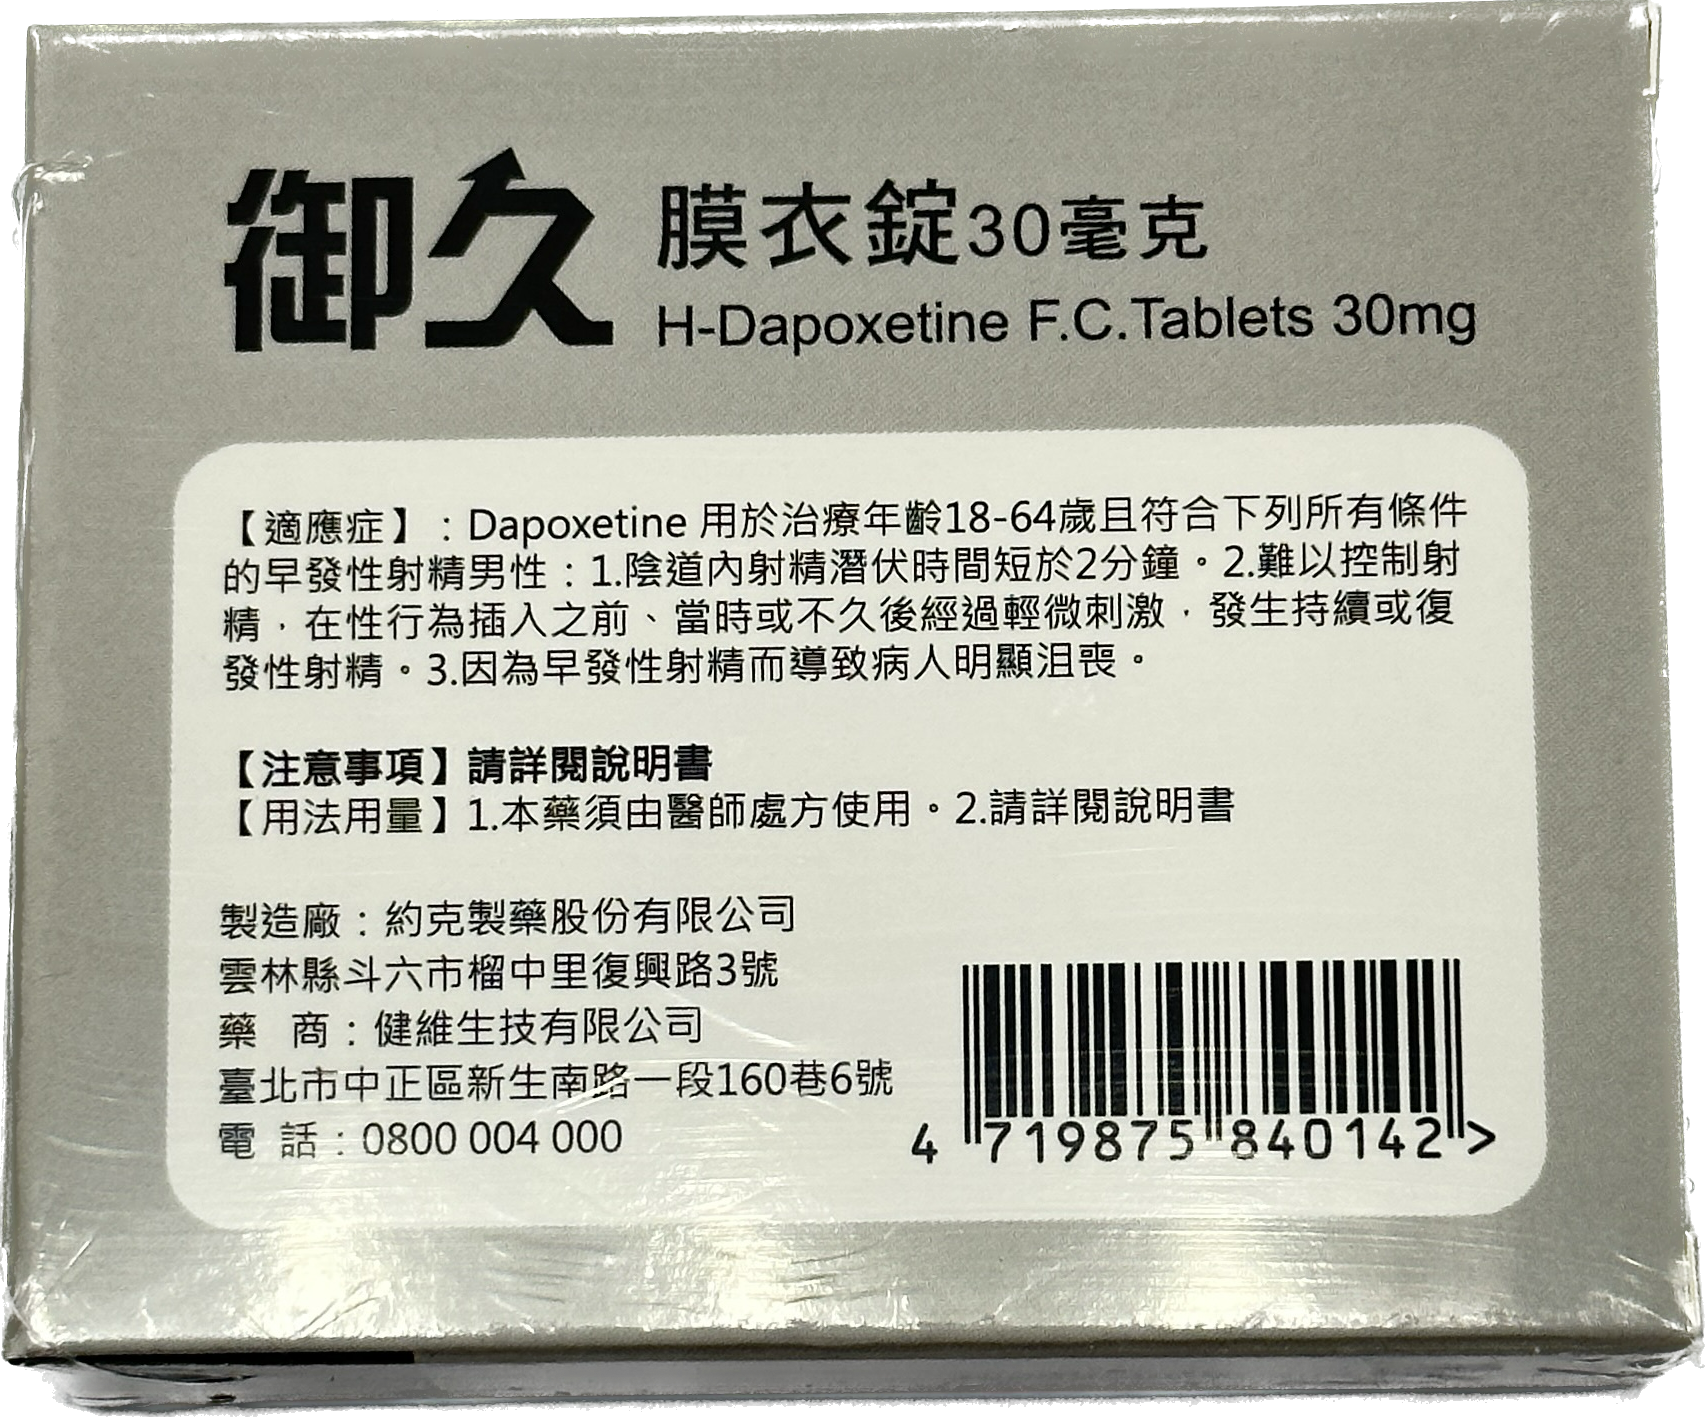 御久 膜衣錠30毫克
H-Dapoxetine F.C.Tablets 30mg
【適應症】：Dapoxetine 用於治療年齡18-64歲且符合下列所有條件
的早發性射精男性：1.陰道內射精潛伏時間短於2分鐘。2.難以控制射
精，在性行為插入之前、當時或不久後經過輕微刺激，發生持續或復
發性射精。3.因為早發性射精而導致病人明顯沮喪。
【注意事項】請詳閱說明書
【用法用量】1.本藥須由醫師處方使用。2.請詳閱說明書
製造廠：約克製藥股份有限公司
雲林縣斗六市榴中里復興路3號
藥 商：健維生技有限公司
臺北市中正區新生南路一段160巷6號
電 話：0800 004 000
4 719875 840142 >